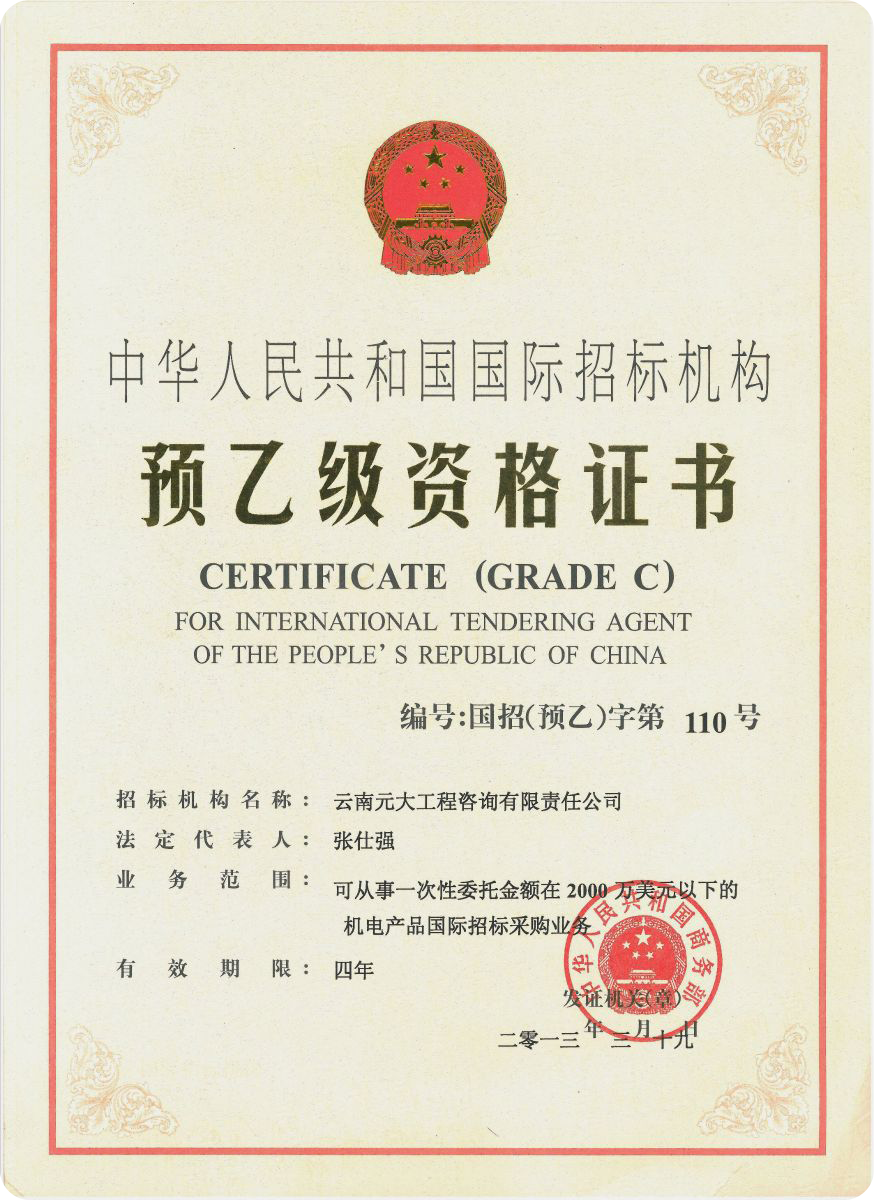 中华人民共和国国际招标机构
预乙级资格证书
CERTIFICATE (GRADE C)
FOR INTERNATIONAL TENDERING AGENT
OF THE PEOPLE'S REPUBLIC OF CHINA
编号:国招(预乙)字第 110 号
招标机构名称: 云南元大工程咨询有限责任公司
法定代表人: 张仕强
业务范围: 可从事一次性委托金额在 2000 万美元以下的
机电产品国际招标采购业务
有效期限: 四年
中华人民共和国商务部
发证机关(章)
二零一三年三月十九日